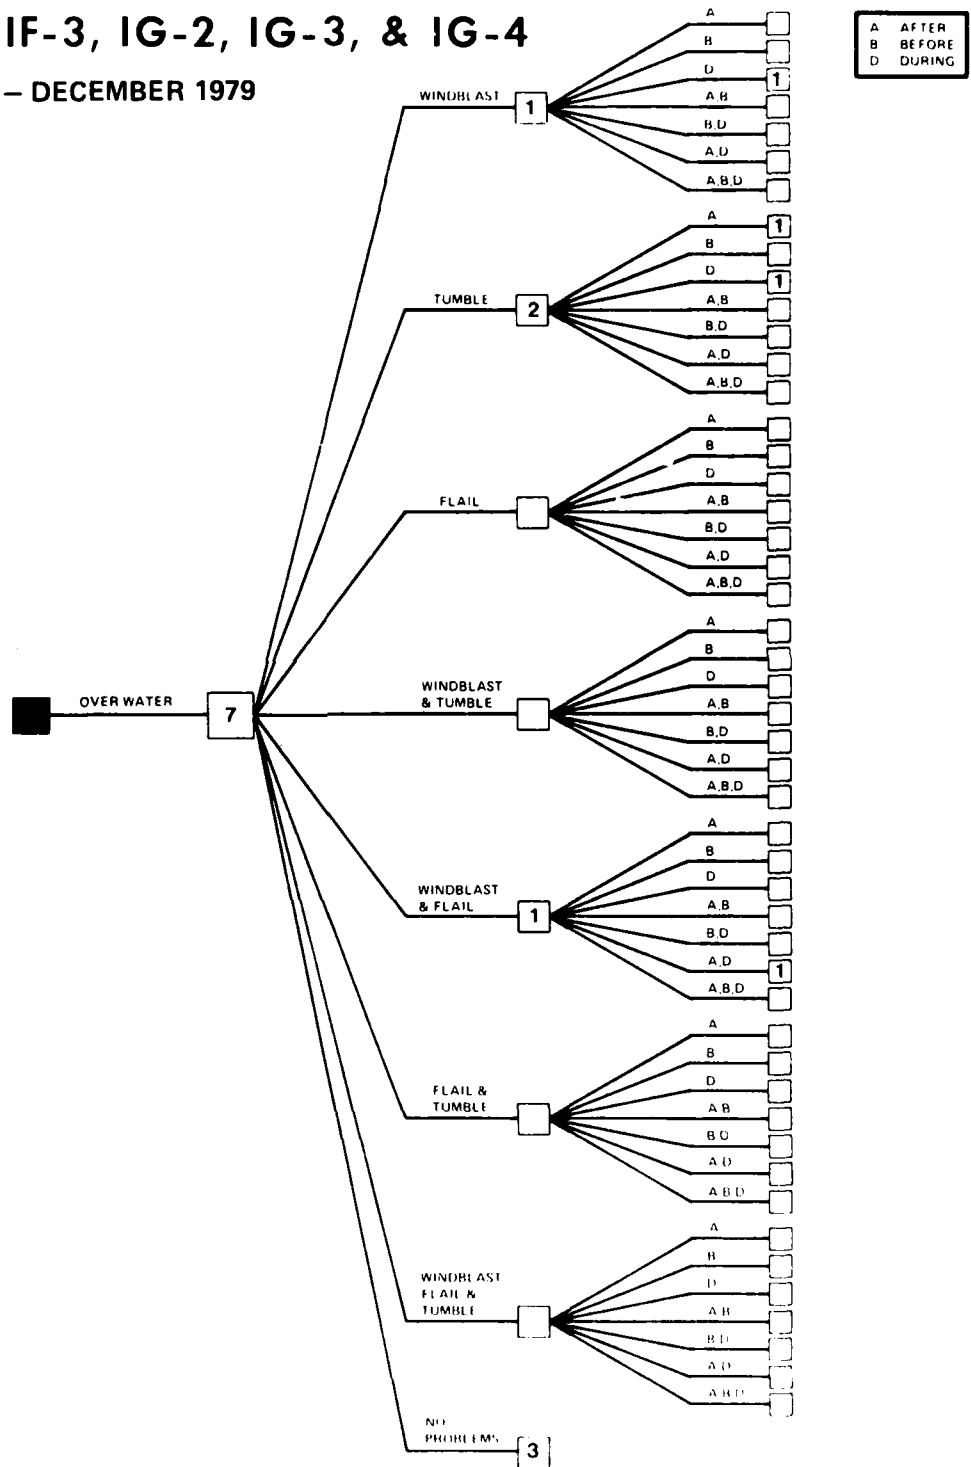 IF-3, IG-2, IG-3, & IG-4
– DECEMBER 1979
A AFTER
B BEFORE
D DURING
OVER WATER
7
WINDBLAST
1
A
B
D 1
A,B
B,D
A,D
A,B,D
TUMBLE
2
A 1
B
D 1
A,B
B,D
A,D
A,B,D
FLAIL
A
B
D
A,B
B,D
A,D
A,B,D
WINDBLAST
& TUMBLE
A
B
D
A,B
B,D
A,D
A,B,D
WINDBLAST
& FLAIL
1
A
B
D
A,B
B,D
A,D 1
A,B,D
FLAIL &
TUMBLE
A
B
D
A B
B D
A D
A B D
WINDBLAST
FLAIL &
TUMBLE
A
B
D
A B
B D
A D
A B D
NO
PROBLEMS
3